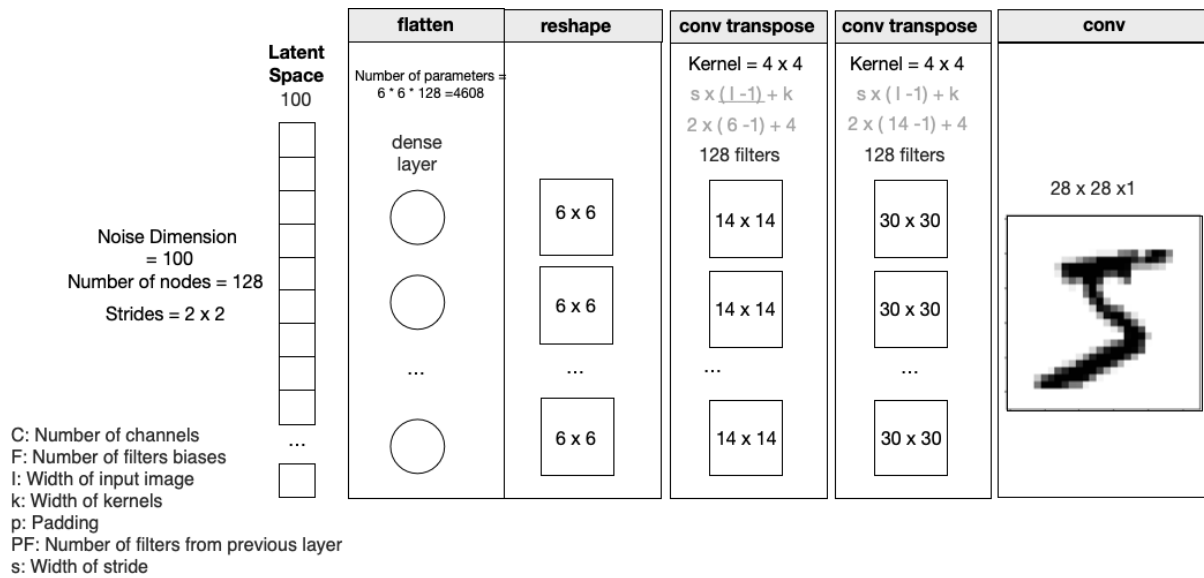 Latent
Space
100
...
Noise Dimension
= 100
Number of nodes = 128
Strides = 2 x 2
C: Number of channels
F: Number of filters biases
I: Width of input image
k: Width of kernels
p: Padding
PF: Number of filters from previous layer
s: Width of stride
flatten
Number of parameters =
6 * 6 * 128 =4608
dense
layer
...
reshape
6 x 6
6 x 6
...
6 x 6
conv transpose
Kernel = 4 x 4
s x (I -1) + k
2 x ( 6 -1) + 4
128 filters
14 x 14
14 x 14
...
14 x 14
conv transpose
Kernel = 4 x 4
s x ( I -1) + k
2 x ( 14 -1) + 4
128 filters
30 x 30
30 x 30
...
30 x 30
conv
28 x 28 x1
5